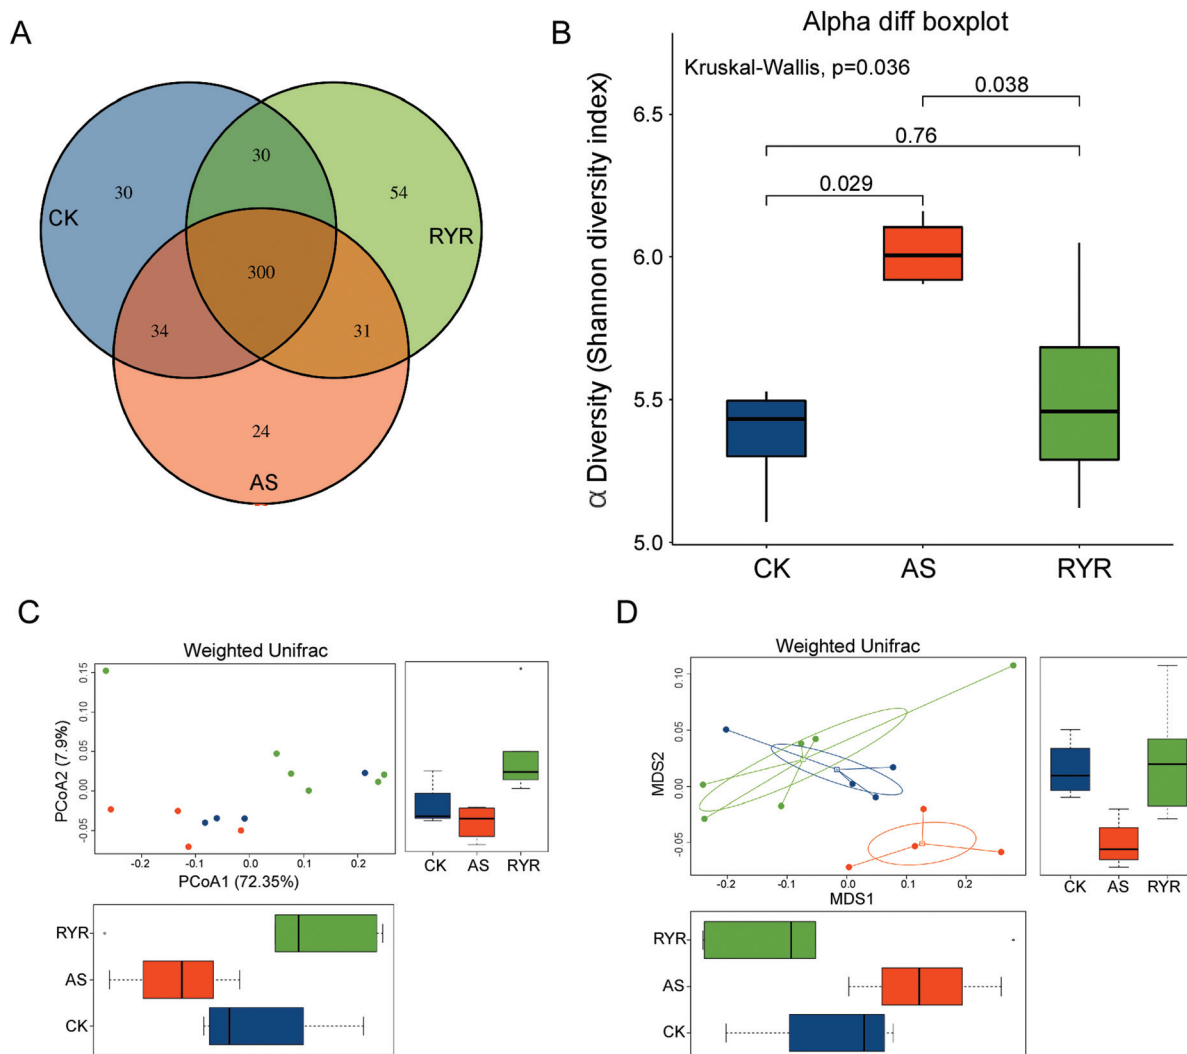 A
30
30
54
CK
RYR
300
34
31
24
AS
B
Alpha diff boxplot
Kruskal-Wallis, p=0.036
0.038
0.76
0.029
α Diversity (Shannon diversity index)
6.5
6.0
5.5
5.0
CK AS RYR
C
Weighted Unifrac
PCoA2 (7.9%)
0.15
0.10
0.05
0.00
-0.05
-0.2 -0.1 0.0 0.1 0.2
PCoA1 (72.35%)
CK AS RYR
RYR
AS
CK
D
Weighted Unifrac
MDS2
0.10
0.05
0.00
-0.05
-0.2 -0.1 0.0 0.1 0.2
MDS1
CK AS RYR
RYR
AS
CK